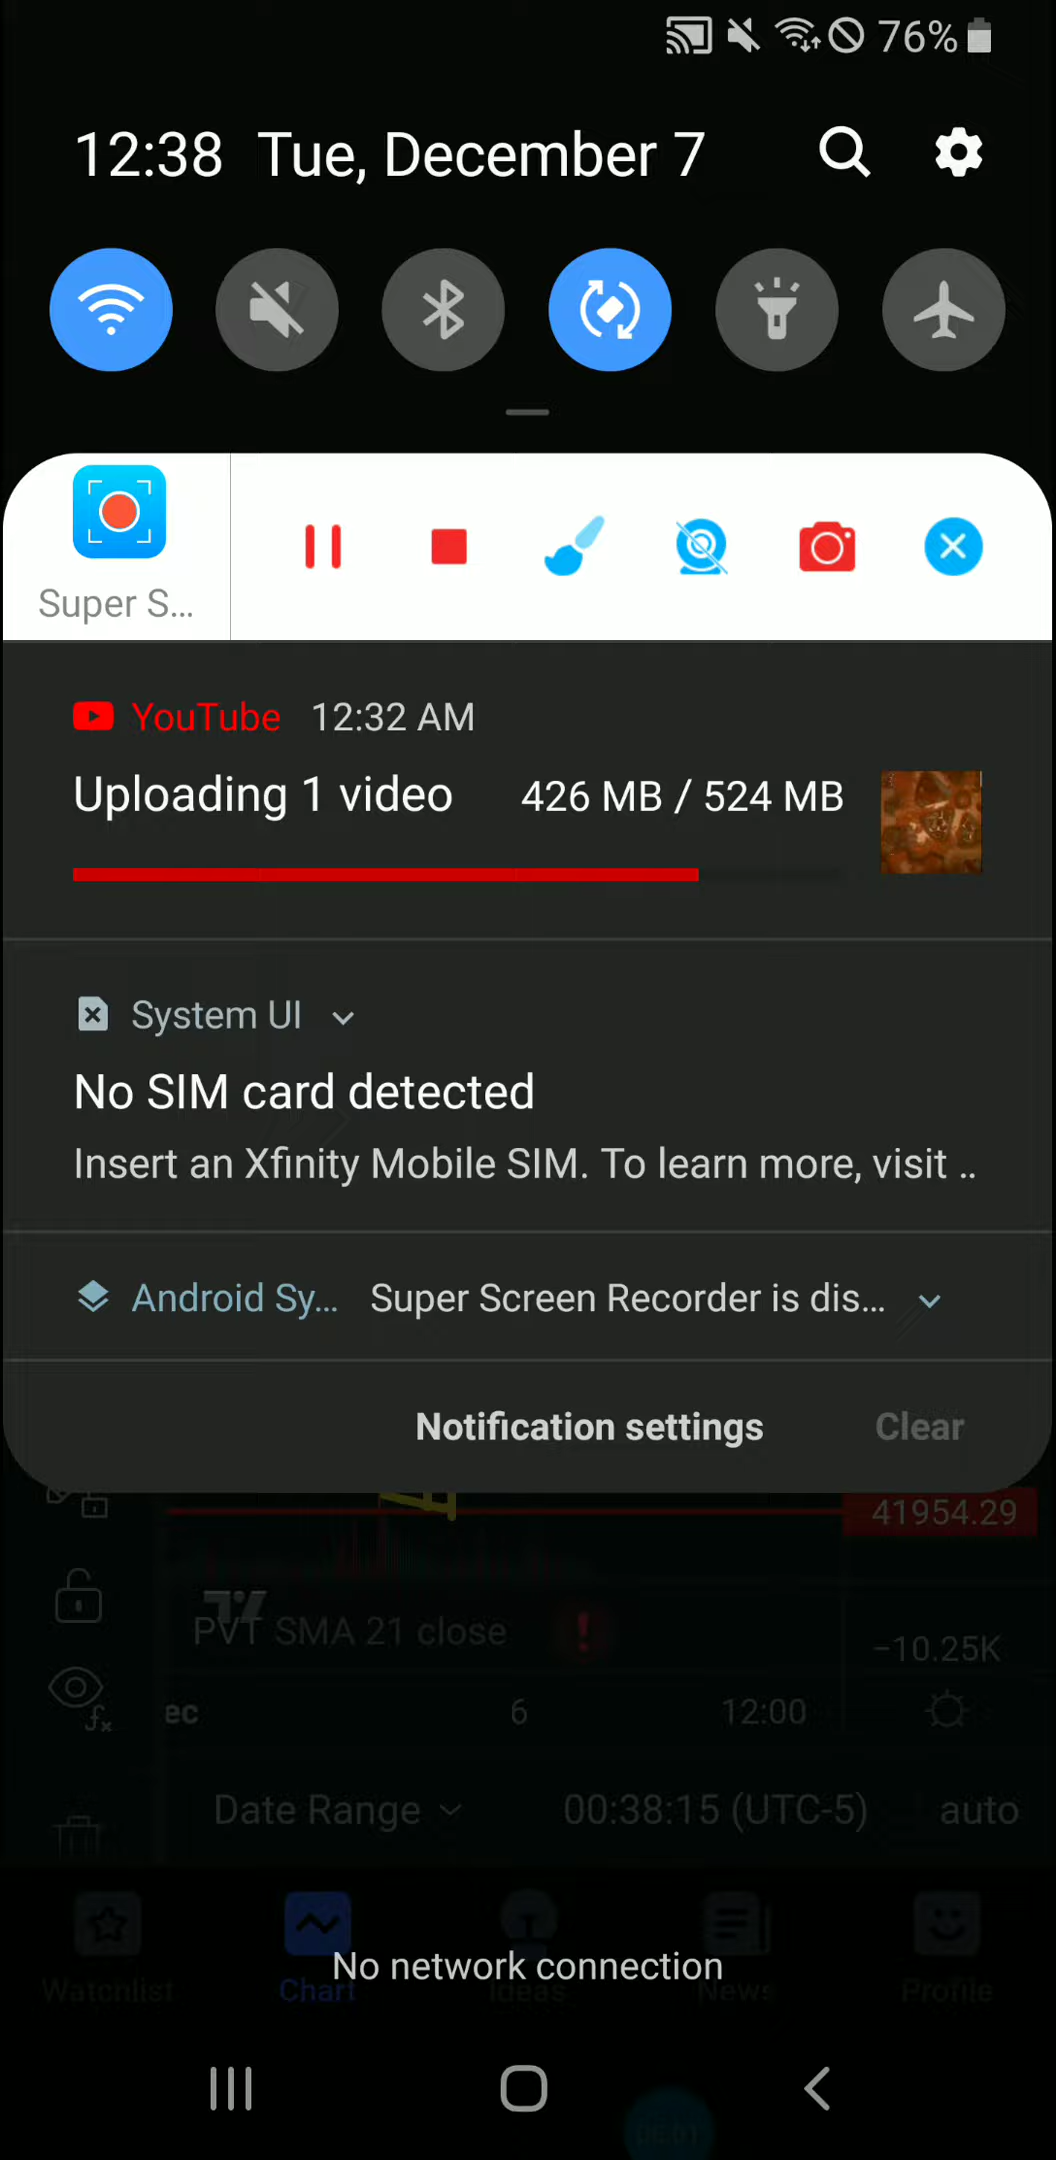 76%
12:38 Tue, December 7
Super S...
YouTube 12:32 AM
Uploading 1 video 426 MB / 524 MB
System UI
No SIM card detected
Insert an Xfinity Mobile SIM. To learn more, visit ..
Android Sy... Super Screen Recorder is dis...
Notification settings Clear
41954.29
PVT SMA 21 close
−10.25K
ec 6 12:00
Date Range 00:38:15 (UTC-5) auto
No network connection
Watchlist Chart Ideas News Profile